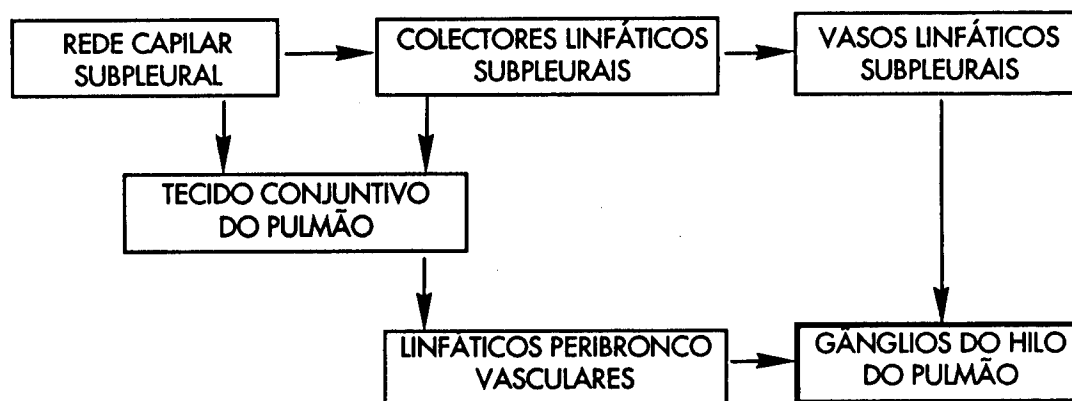 REDE CAPILAR
SUBPLEURAL
COLECTORES LINFÁTICOS
SUBPLEURAIS
VASOS LINFÁTICOS
SUBPLEURAIS
TECIDO CONJUNTIVO
DO PULMÃO
LINFÁTICOS PERIBRONCO
VASCULARES
GÂNGLIOS DO HILO
DO PULMÃO